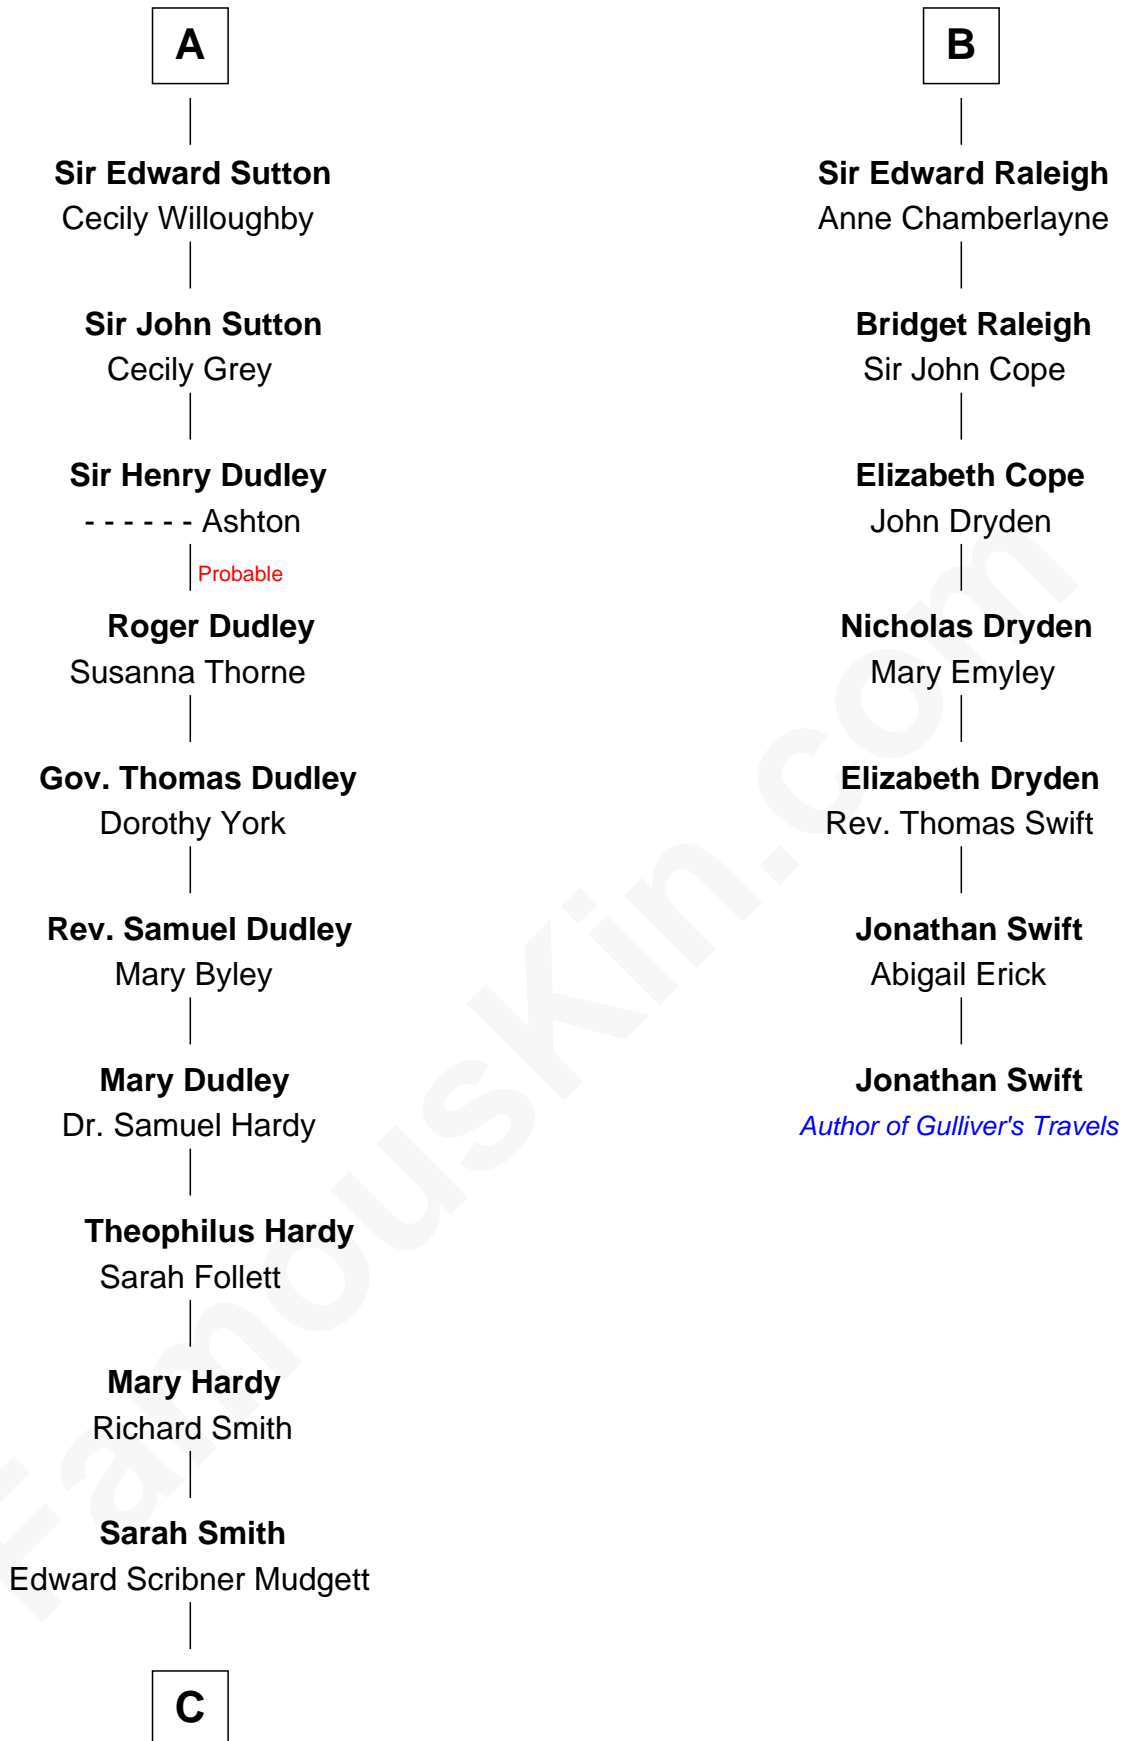 A
Sir Edward Sutton
Cecily Willoughby
Sir John Sutton
Cecily Grey
Sir Henry Dudley
- - - - - - Ashton
Probable
Roger Dudley
Susanna Thorne
Gov. Thomas Dudley
Dorothy York
Rev. Samuel Dudley
Mary Byley
Mary Dudley
Dr. Samuel Hardy
Theophilus Hardy
Sarah Follett
Mary Hardy
Richard Smith
Sarah Smith
Edward Scribner Mudgett
C
B
Sir Edward Raleigh
Anne Chamberlayne
Bridget Raleigh
Sir John Cope
Elizabeth Cope
John Dryden
Nicholas Dryden
Mary Emyley
Elizabeth Dryden
Rev. Thomas Swift
Jonathan Swift
Abigail Erick
Jonathan Swift
Author of Gulliver's Travels
FamousKin.com